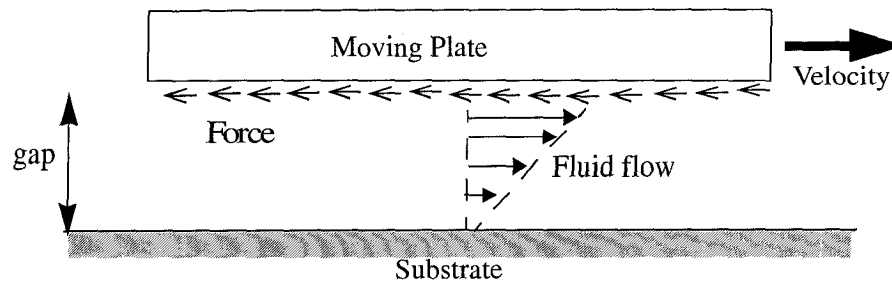 Moving Plate
Velocity
Force
gap
Fluid flow
Substrate